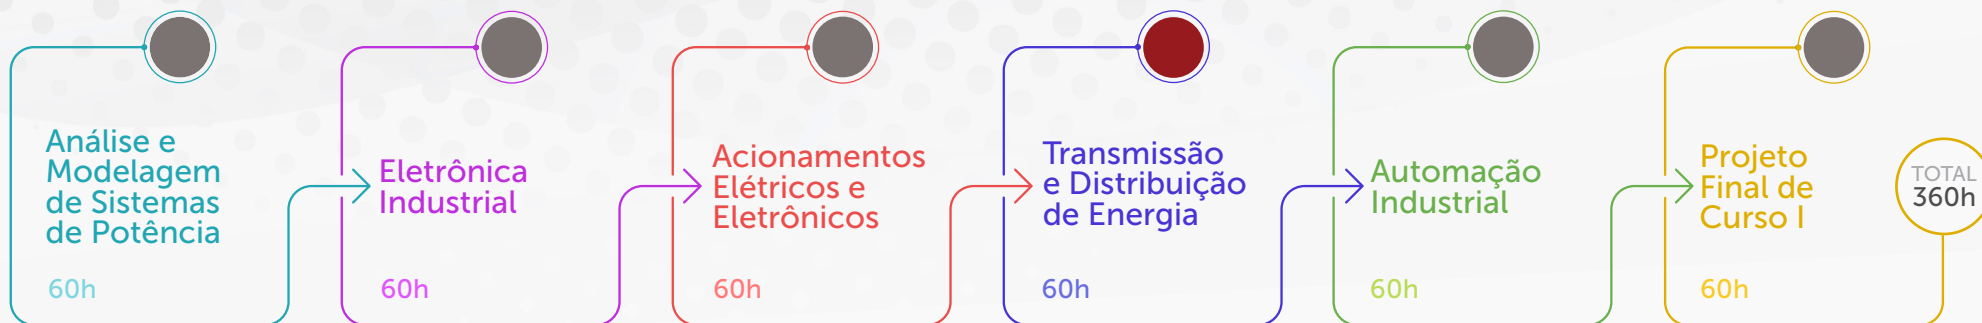 Análise e
Modelagem
de Sistemas
de Potência
60h
Eletrônica
Industrial
60h
Acionamentos
Elétricos e
Eletrônicos
60h
Transmissão
e Distribuição
de Energia
60h
Automação
Industrial
60h
Projeto
Final de
Curso I
60h
TOTAL
360h